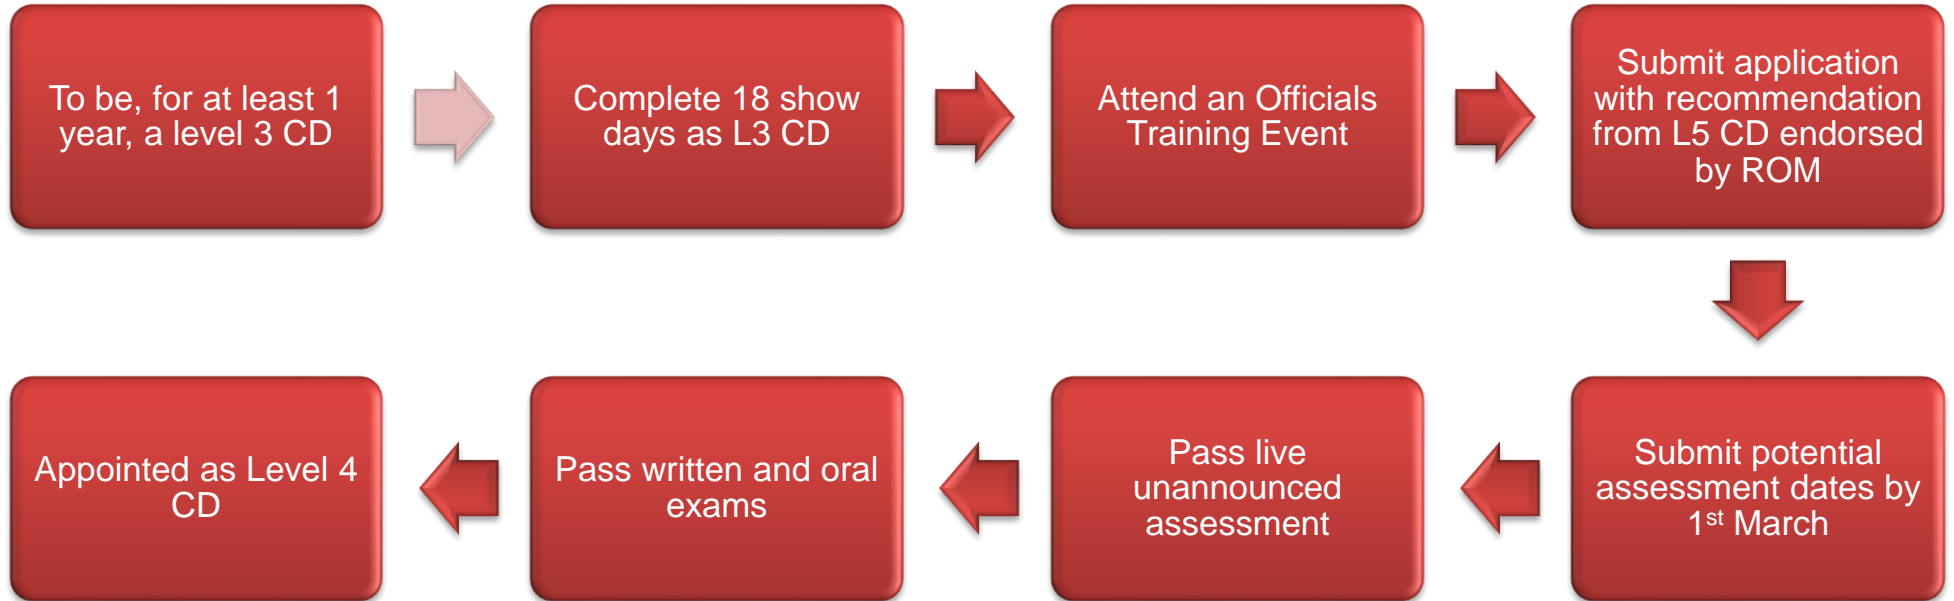 To be, for at least 1
year, a level 3 CD
Complete 18 show
days as L3 CD
Attend an Officials
Training Event
Submit application
with recommendation
from L5 CD endorsed
by ROM
Submit potential
assessment dates by
1st March
Pass live
unannounced
assessment
Pass written and oral
exams
Appointed as Level 4
CD